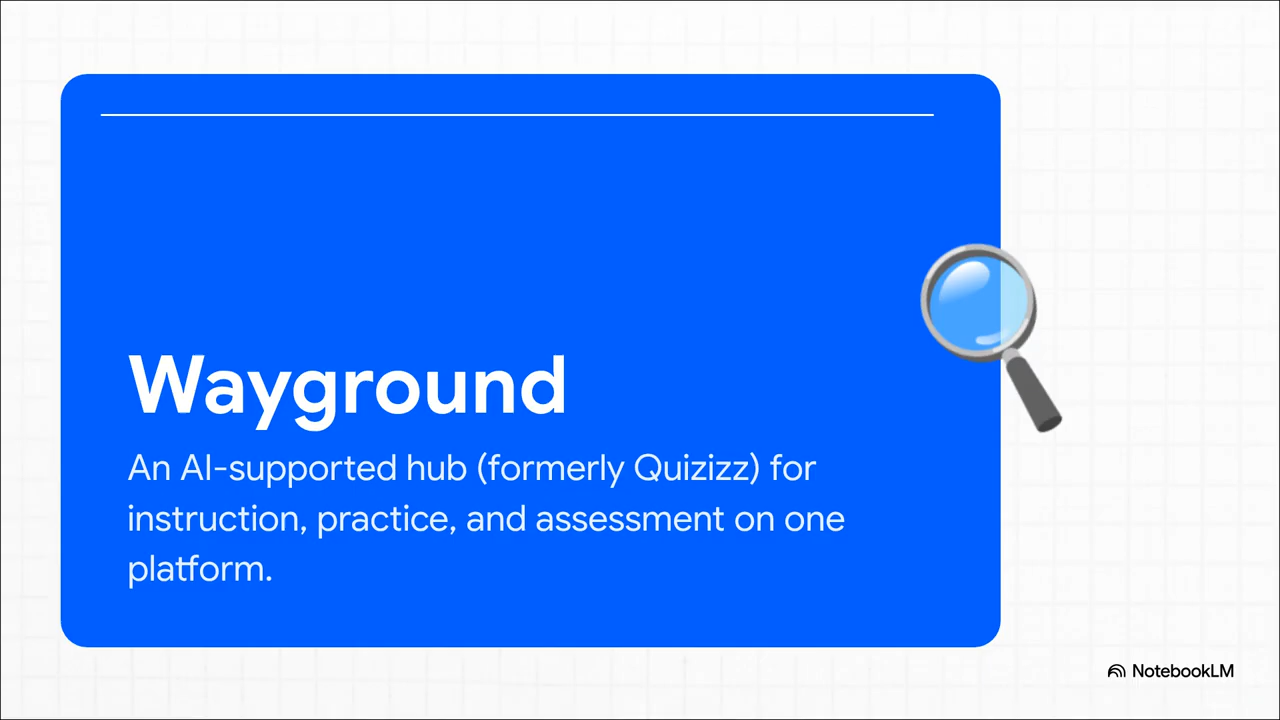 Wayground
An AI-supported hub (formerly Quizizz) for
instruction, practice, and assessment on one
platform.
NotebookLM